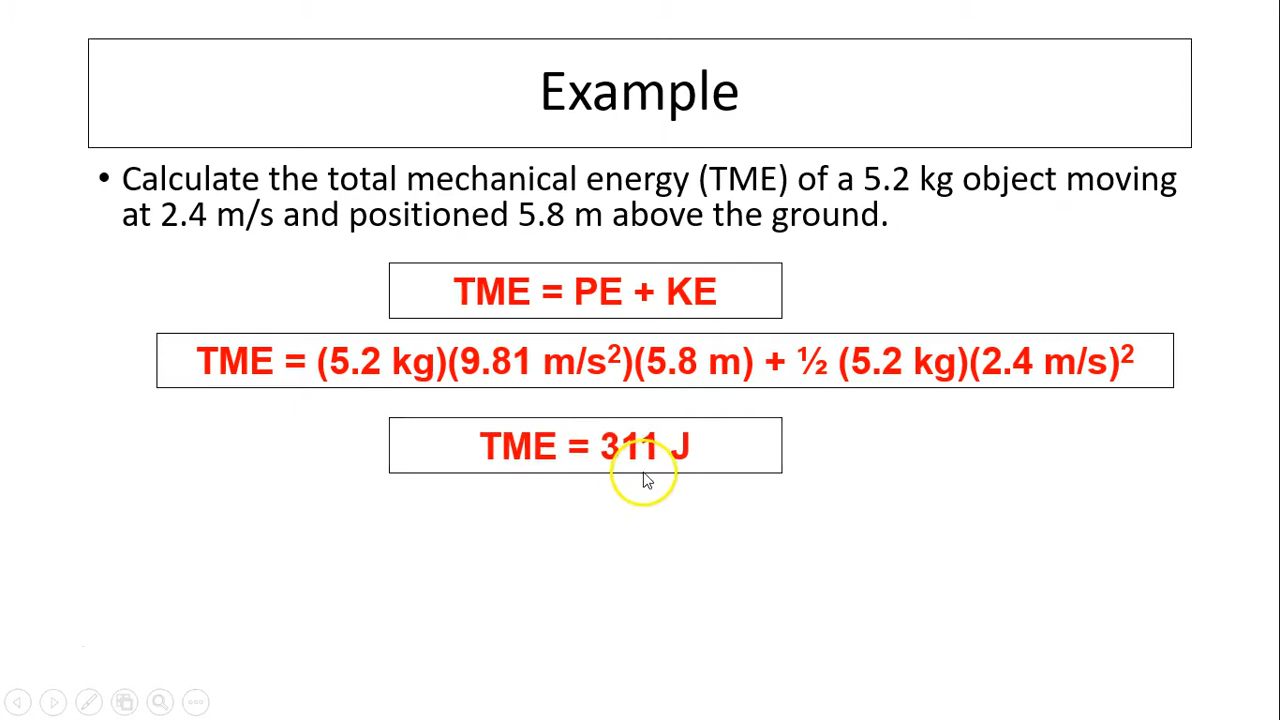 Example
• Calculate the total mechanical energy (TME) of a 5.2 kg object moving
at 2.4 m/s and positioned 5.8 m above the ground.
TME = PE + KE
TME = (5.2 kg)(9.81 m/s²)(5.8 m) + ½ (5.2 kg)(2.4 m/s)²
TME = 311 J